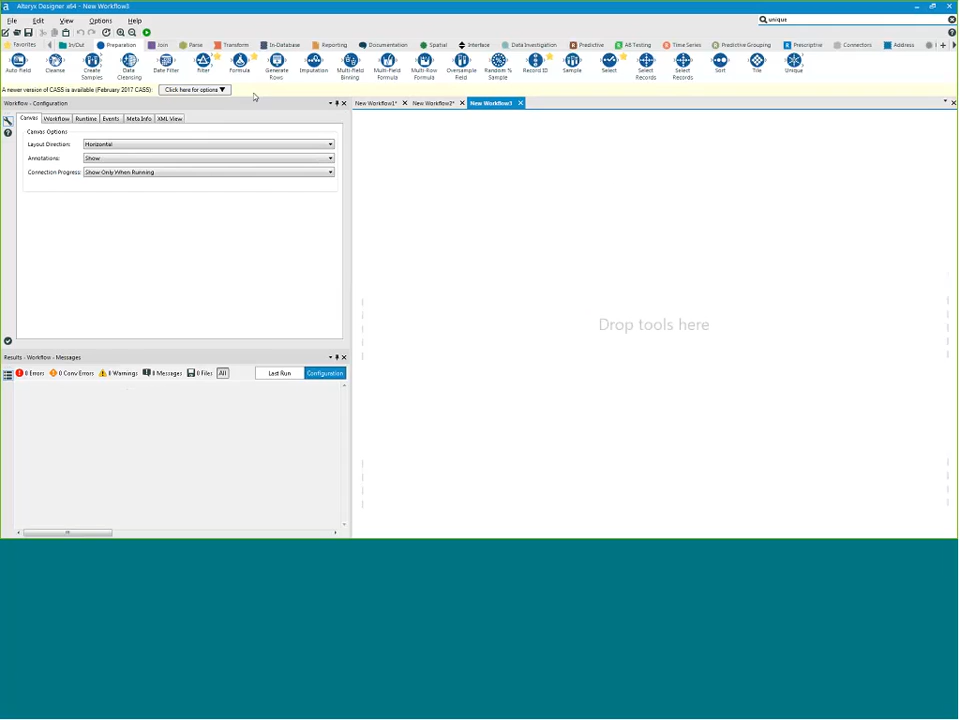 Alteryx Designer x64 - New Workflow3
File Edit View Options Help
unique
Favorites In/Out Preparation Join Parse Transform In-Database Reporting Documentation Spatial Interface Data Investigation Predictive AB Testing Time Series Predictive Grouping Prescriptive Connectors Address
Auto Field Cleanse Create Samples Data Cleansing Date Filter Filter Formula Generate Rows Imputation Multi-Field Binning Multi-Field Formula Multi-Row Formula Oversample Field Random % Sample Record ID Sample Select Select Records Select Records Sort Tile Unique
A newer version of CASS is available (February 2017 CASS). Click here for options ▼
Workflow - Configuration
New Workflow1* New Workflow2* New Workflow3
Canvas Workflow Runtime Events Meta Info XML View
Canvas Options
Layout Direction: Horizontal
Annotations: Show
Connection Progress: Show Only When Running
Drop tools here
Results - Workflow - Messages
0 Errors 0 Conv Errors 0 Warnings 0 Messages 0 Files All Last Run Configuration